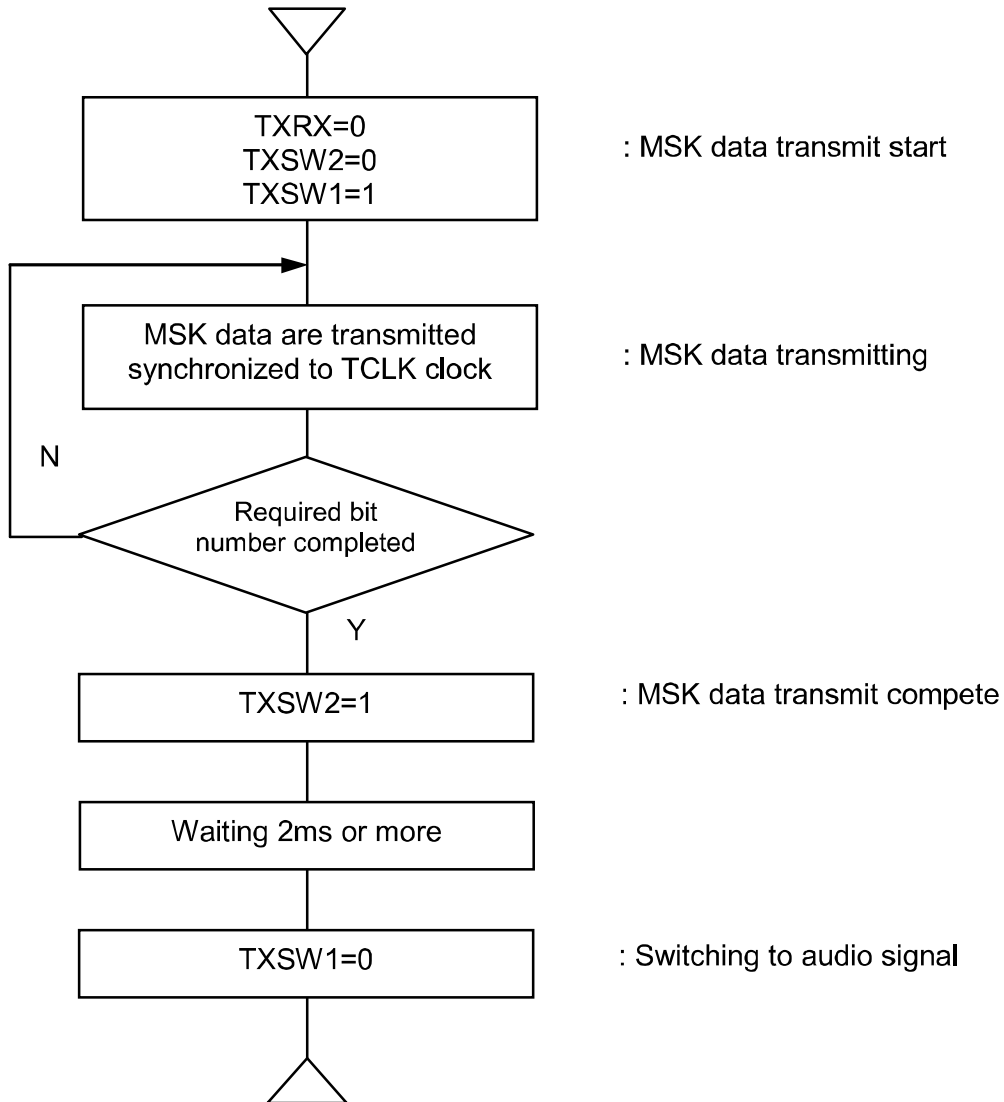 TXRX=0
TXSW2=0
TXSW1=1
: MSK data transmit start
MSK data are transmitted
synchronized to TCLK clock
: MSK data transmitting
N
Required bit
number completed
Y
TXSW2=1
: MSK data transmit compete
Waiting 2ms or more
TXSW1=0
: Switching to audio signal